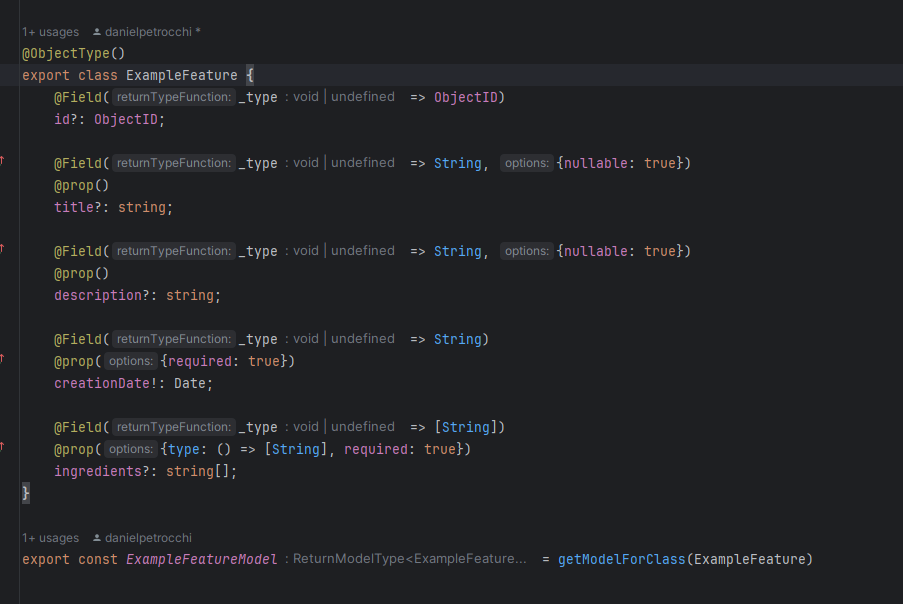 1+ usages danielpetrocchi *
@ObjectType()
export class ExampleFeature {
@Field( returnTypeFunction: _type : void | undefined => ObjectID)
id?: ObjectID;
@Field( returnTypeFunction: _type : void | undefined => String, options: {nullable: true})
@prop()
title?: string;
@Field( returnTypeFunction: _type : void | undefined => String, options: {nullable: true})
@prop()
description?: string;
@Field( returnTypeFunction: _type : void | undefined => String)
@prop( options: {required: true})
creationDate!: Date;
@Field( returnTypeFunction: _type : void | undefined => [String])
@prop( options: {type: () => [String], required: true})
ingredients?: string[];
}
1+ usages danielpetrocchi
export const ExampleFeatureModel : ReturnModelType<ExampleFeature... = getModelForClass(ExampleFeature)